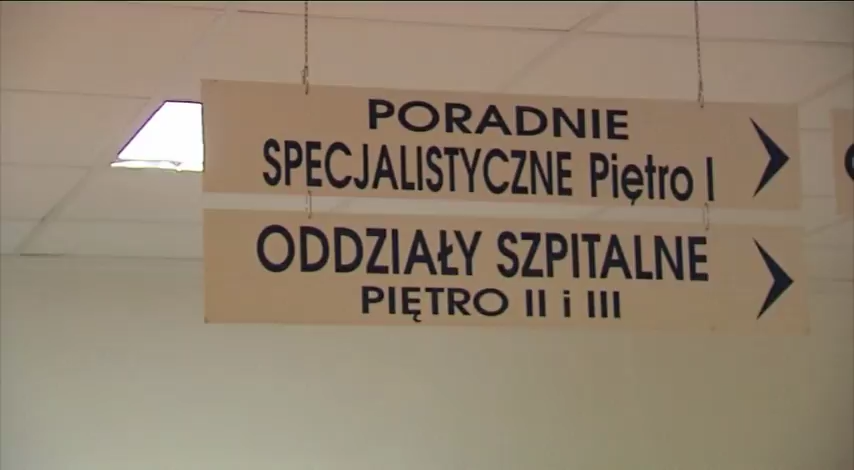 PORADNIE
SPECJALISTYCZNE Piętro I
ODDZIAŁY SZPITALNE
PIĘTRO II i III